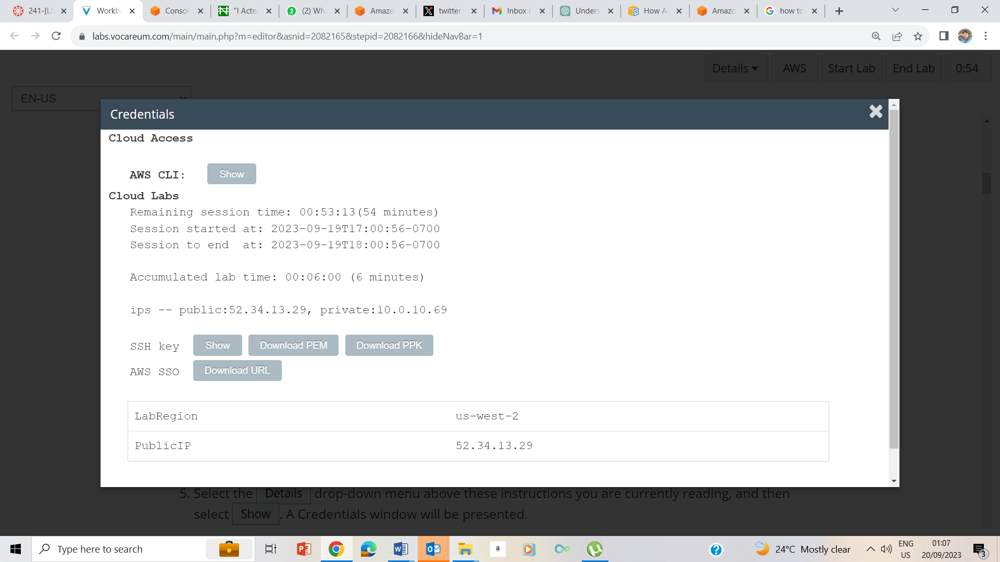 241-[LX
Workb
Consol
"I Acted
(2) Wh
Amazo
twitter.
Inbox (
Unders
How A
Amazo
how to
labs.vocareum.com/main/main.php?m=editor&asnid=2082165&stepid=2082166&hideNavBar=1
Details
AWS
Start Lab
End Lab
0:54
EN-US
Credentials
Cloud Access
AWS CLI: Show
Cloud Labs
Remaining session time: 00:53:13(54 minutes)
Session started at: 2023-09-19T17:00:56-0700
Session to end at: 2023-09-19T18:00:56-0700
Accumulated lab time: 00:06:00 (6 minutes)
ips -- public:52.34.13.29, private:10.0.10.69
SSH key Show Download PEM Download PPK
AWS SSO Download URL
LabRegion us-west-2
PublicIP 52.34.13.29
5. Select the Details drop-down menu above these instructions you are currently reading, and then
select Show . A Credentials window will be presented.
Type here to search
24°C Mostly clear
ENG
US
01:07
20/09/2023
3